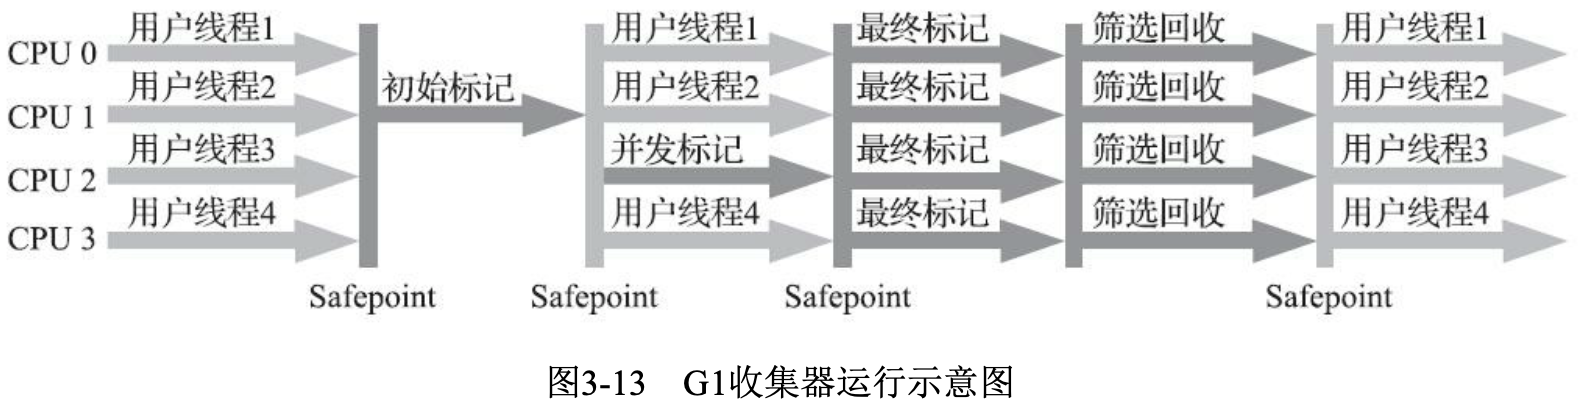 用户线程1 用户线程1 最终标记 筛选回收 用户线程1
CPU 0
用户线程2 初始标记 用户线程2 最终标记 筛选回收 用户线程2
CPU 1
用户线程3 并发标记 最终标记 筛选回收 用户线程3
CPU 2
用户线程4 用户线程4 最终标记 筛选回收 用户线程4
CPU 3
Safepoint Safepoint Safepoint Safepoint
图3-13 G1收集器运行示意图